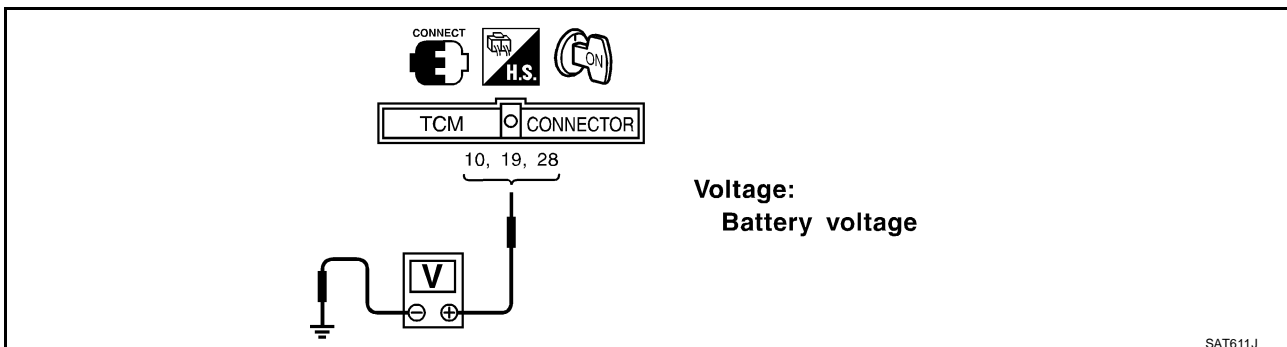 CONNECT
H.S.
ON
TCM
CONNECTOR
10, 19, 28
Voltage:
Battery voltage
V
SAT611J